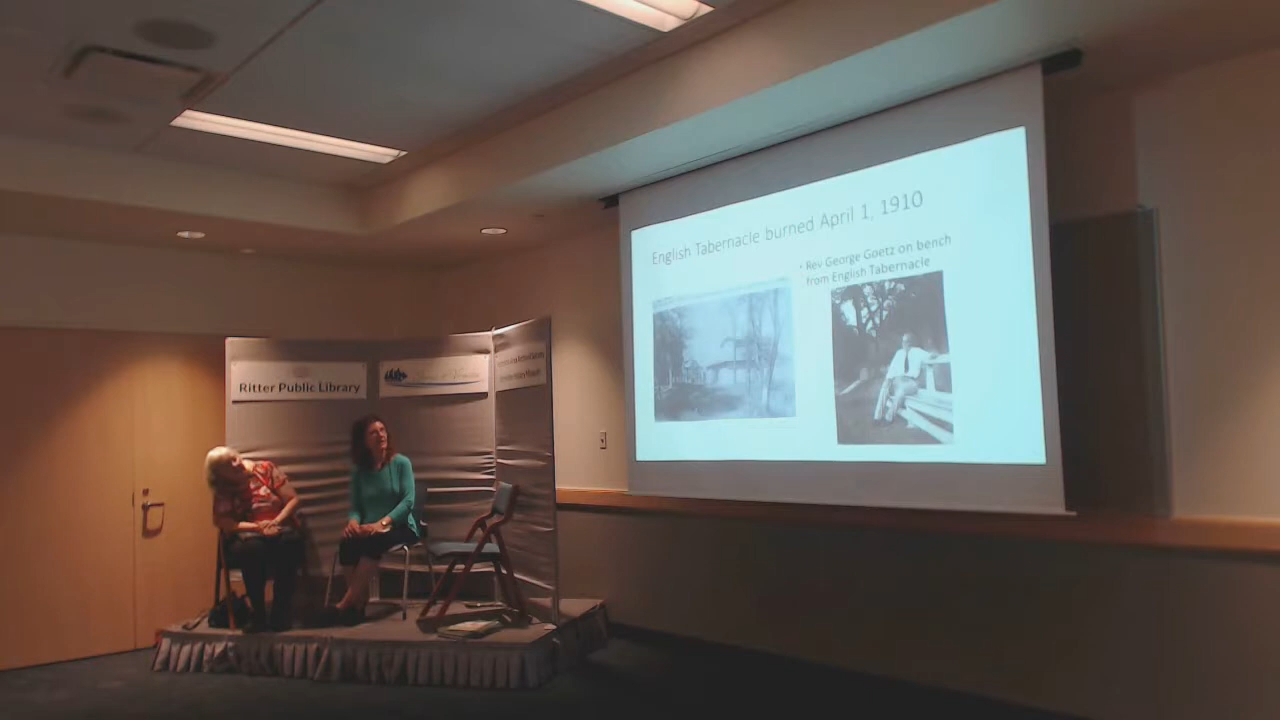 English Tabernacle burned April 1, 1910
• Rev George Goetz on bench
from English Tabernacle
Ritter Public Library